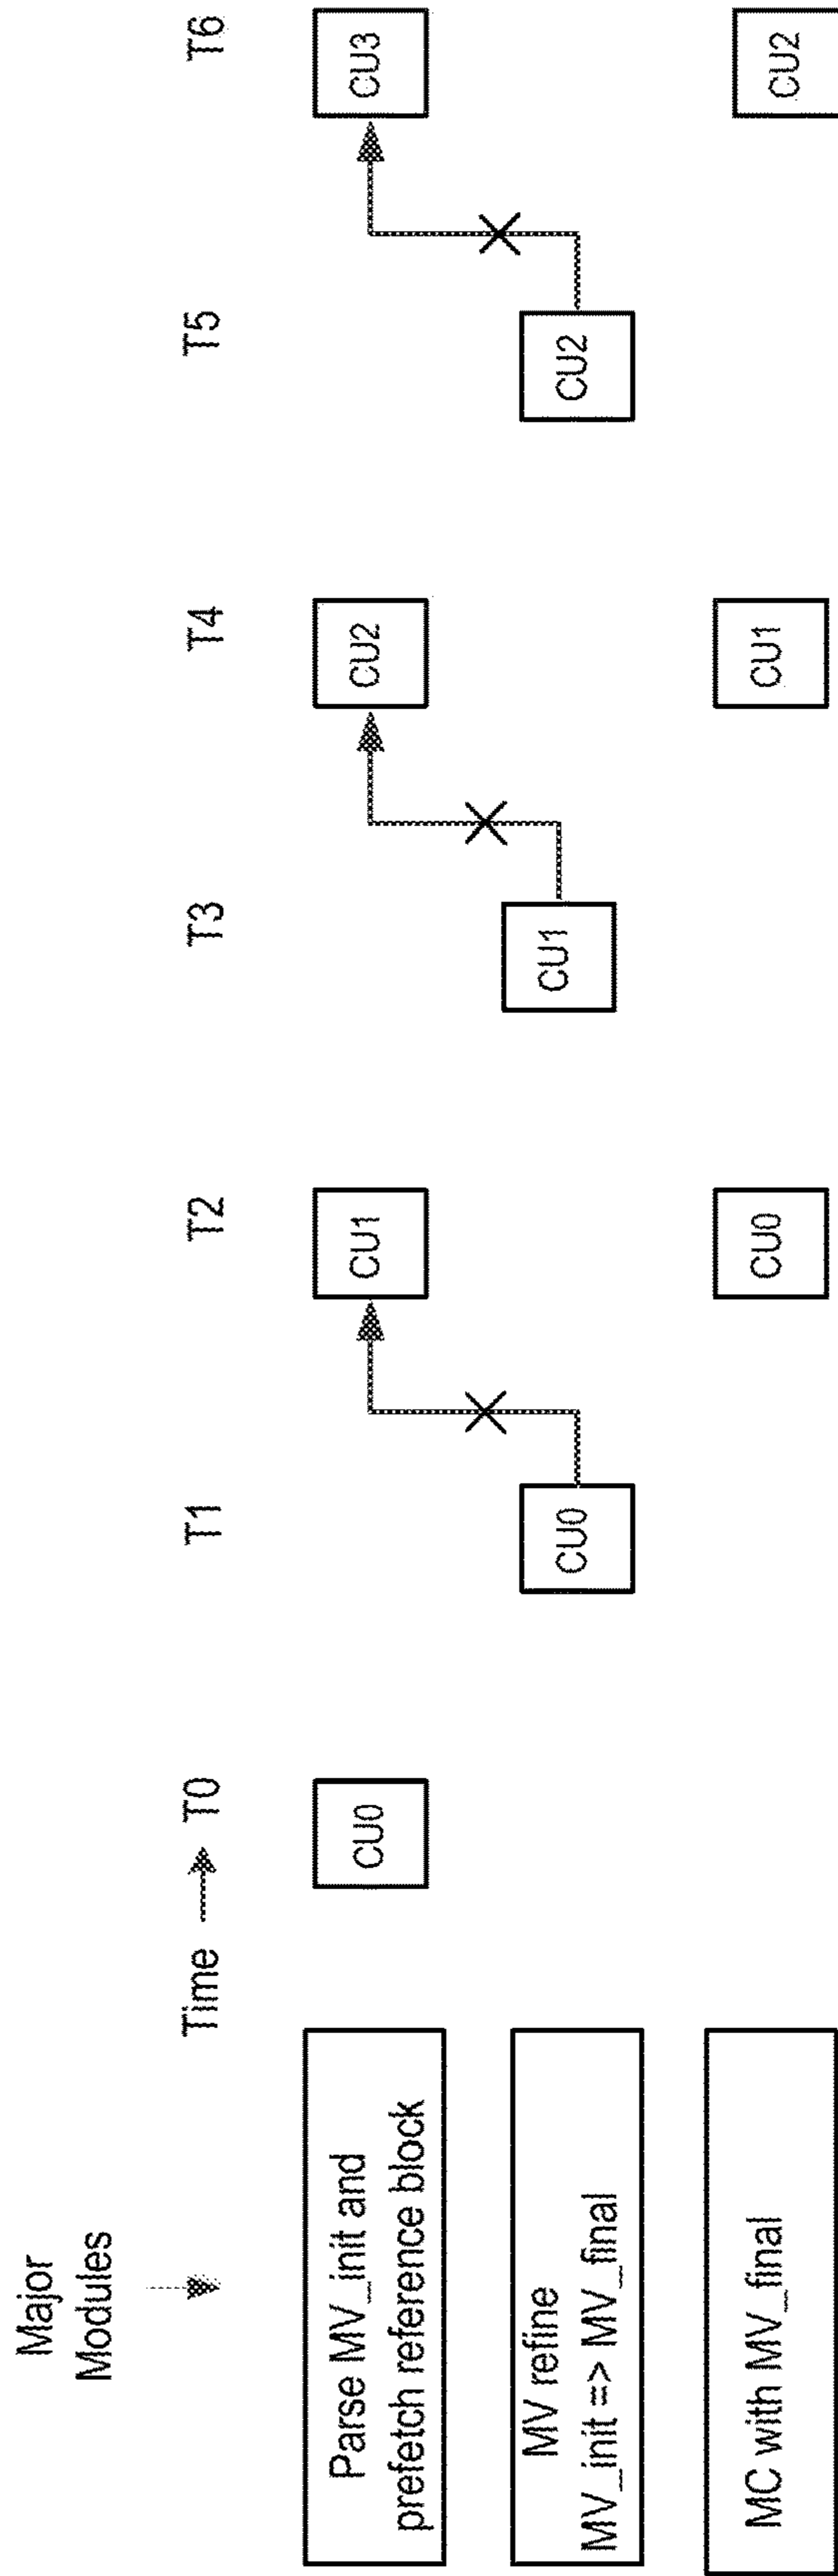 Major
Modules
Time T0 T1 T2 T3 T4 T5 T6
Parse MV_init and
prefetch reference block
CU0 CU1 CU2 CU3
MV refine
MV_init => MV_final
CU0 CU1 CU2
MC with MV_final
CU0 CU1 CU2